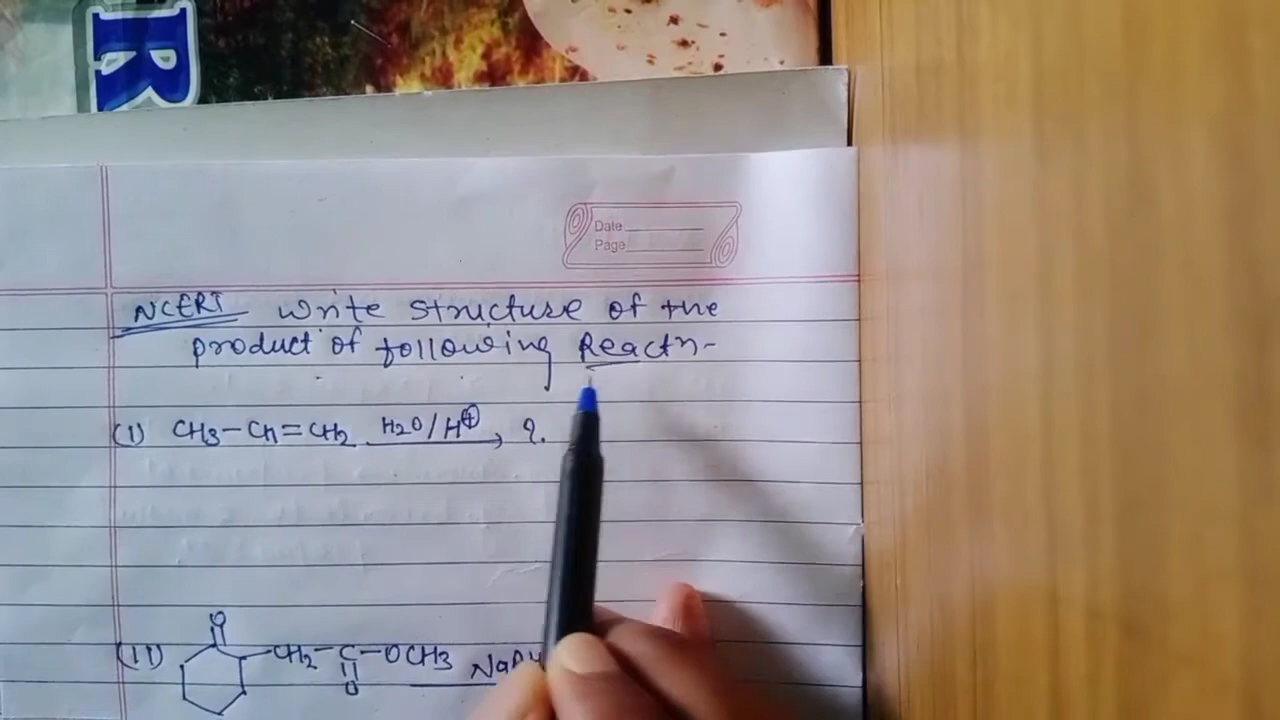 R
Date
Page
NCERT Write structure of the
product of following Reactn-
(I) CH3-CH=CH2 H2O/H⊕ ?.
O
(II) CH2-C-OCH3
O